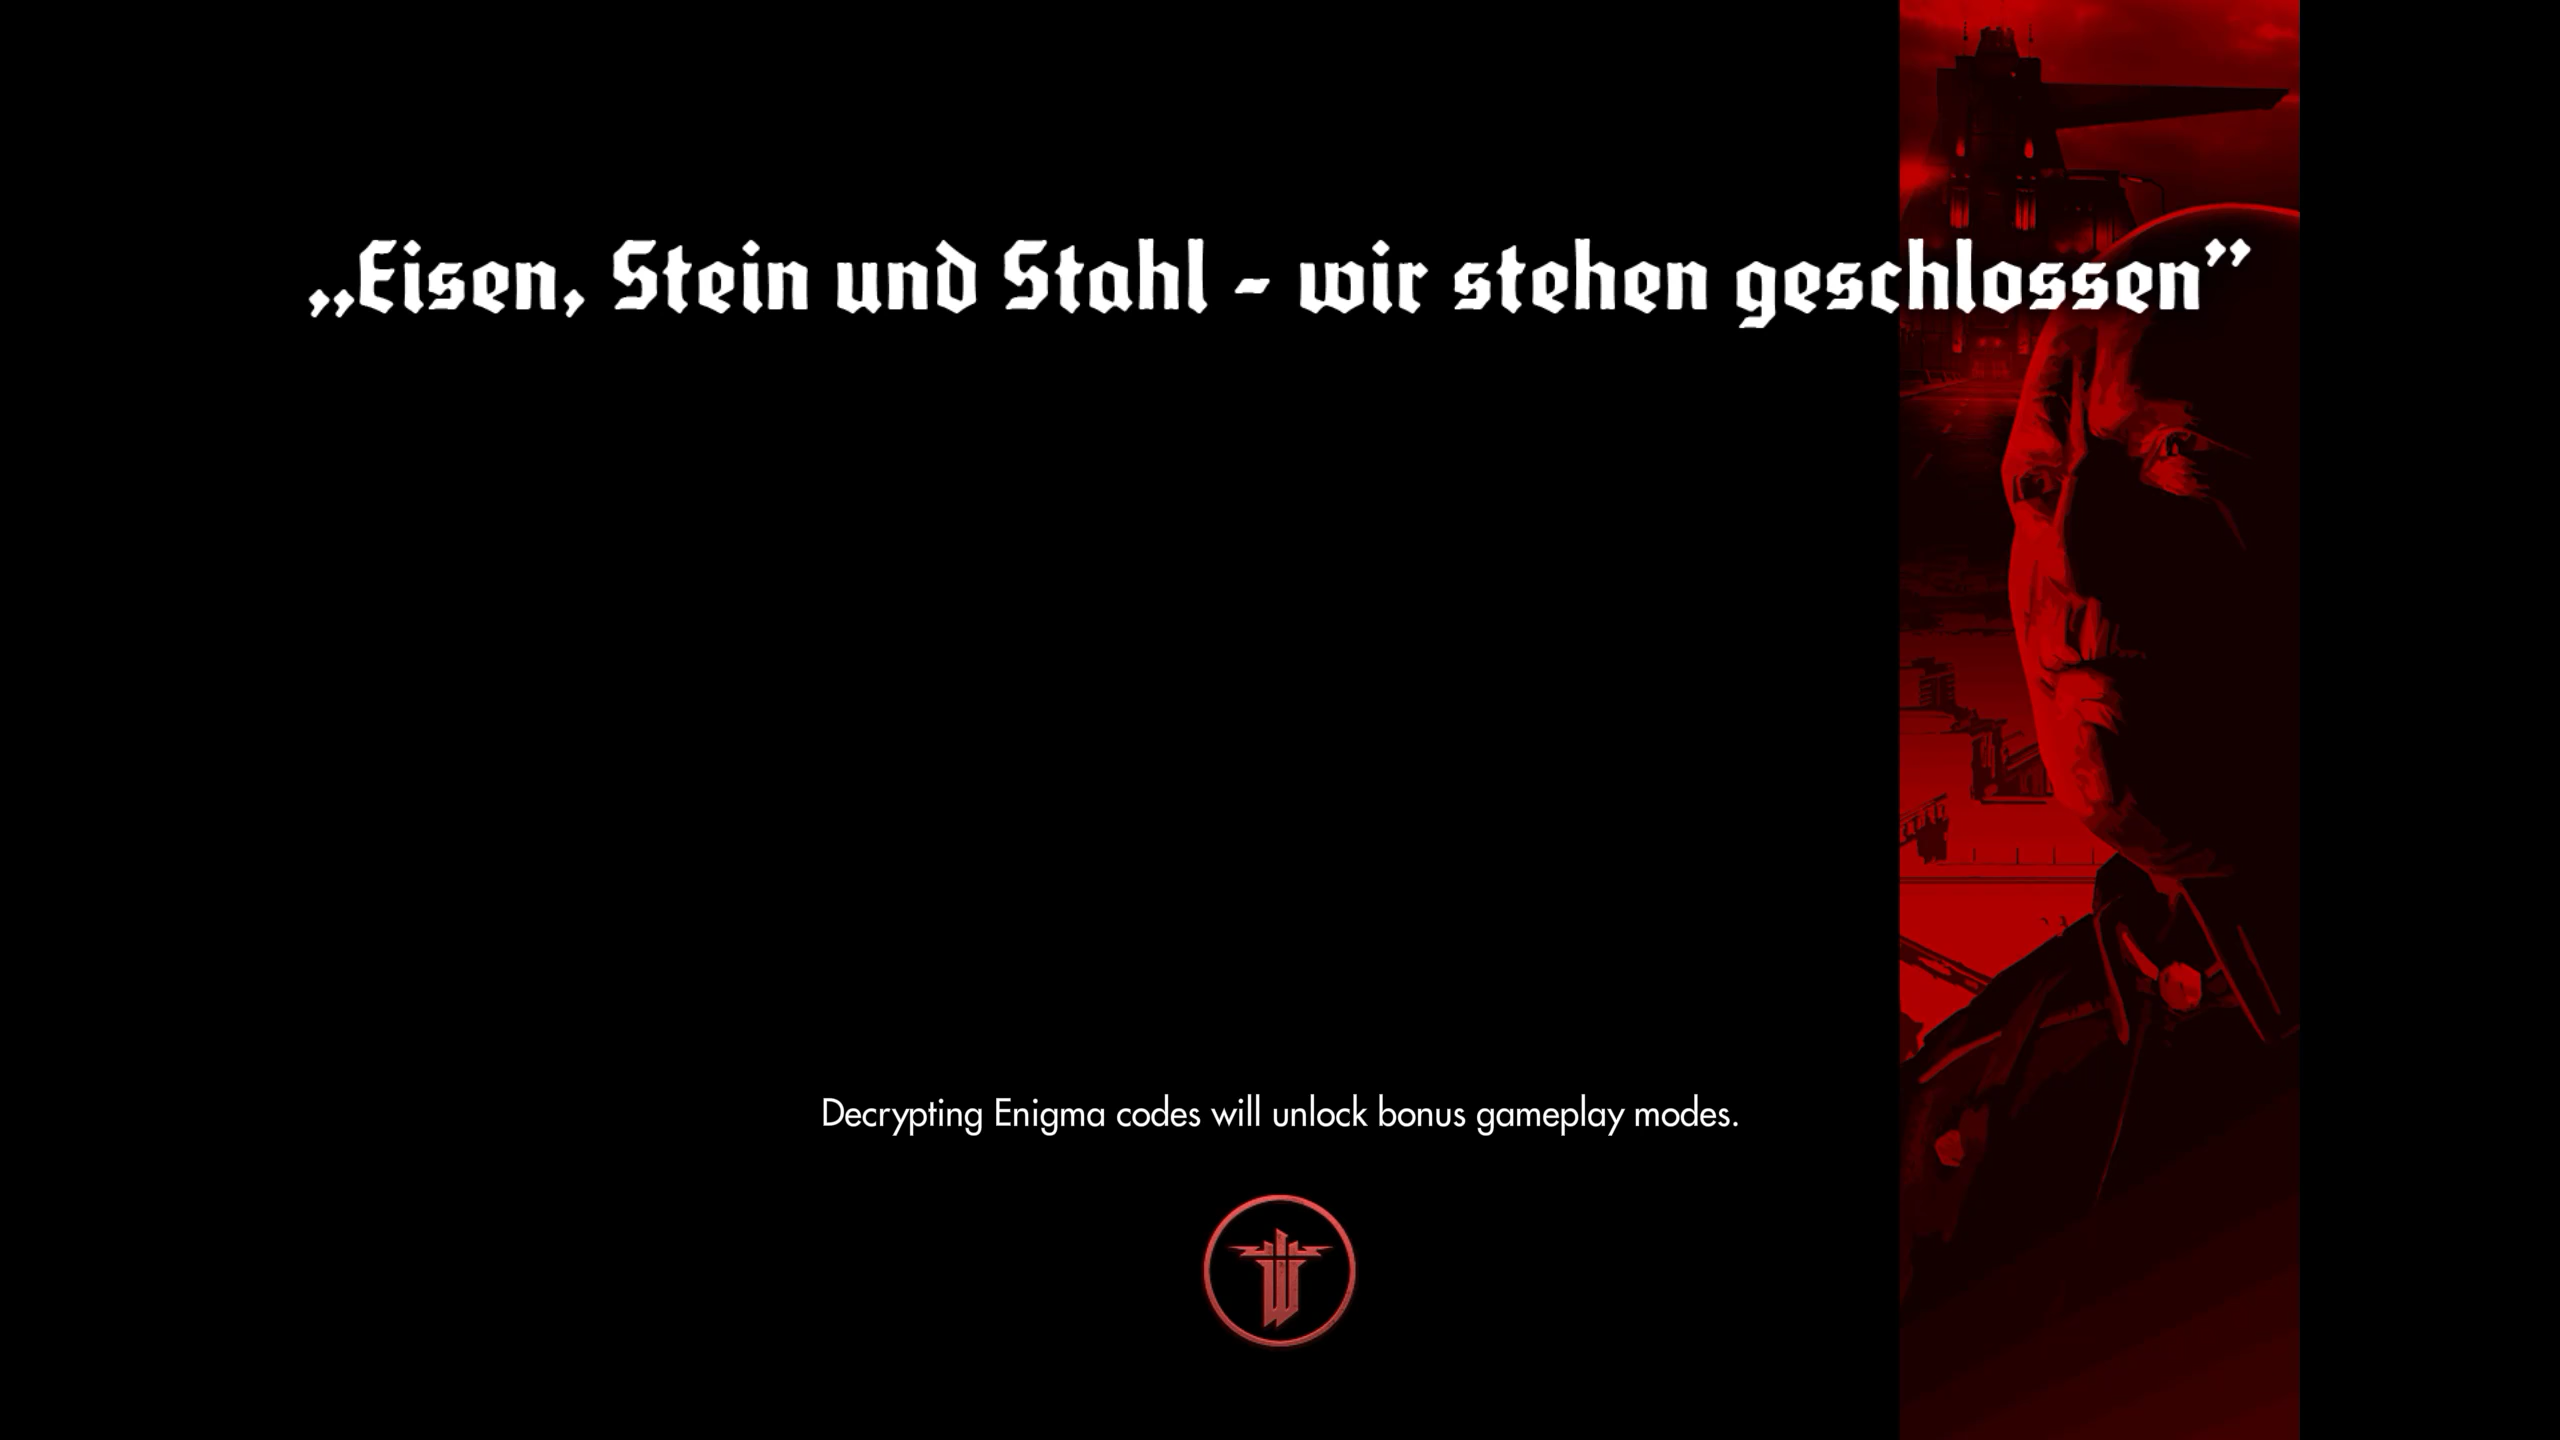 „Eisen, Stein und Stahl - wir stehen geschlossen”
Decrypting Enigma codes will unlock bonus gameplay modes.